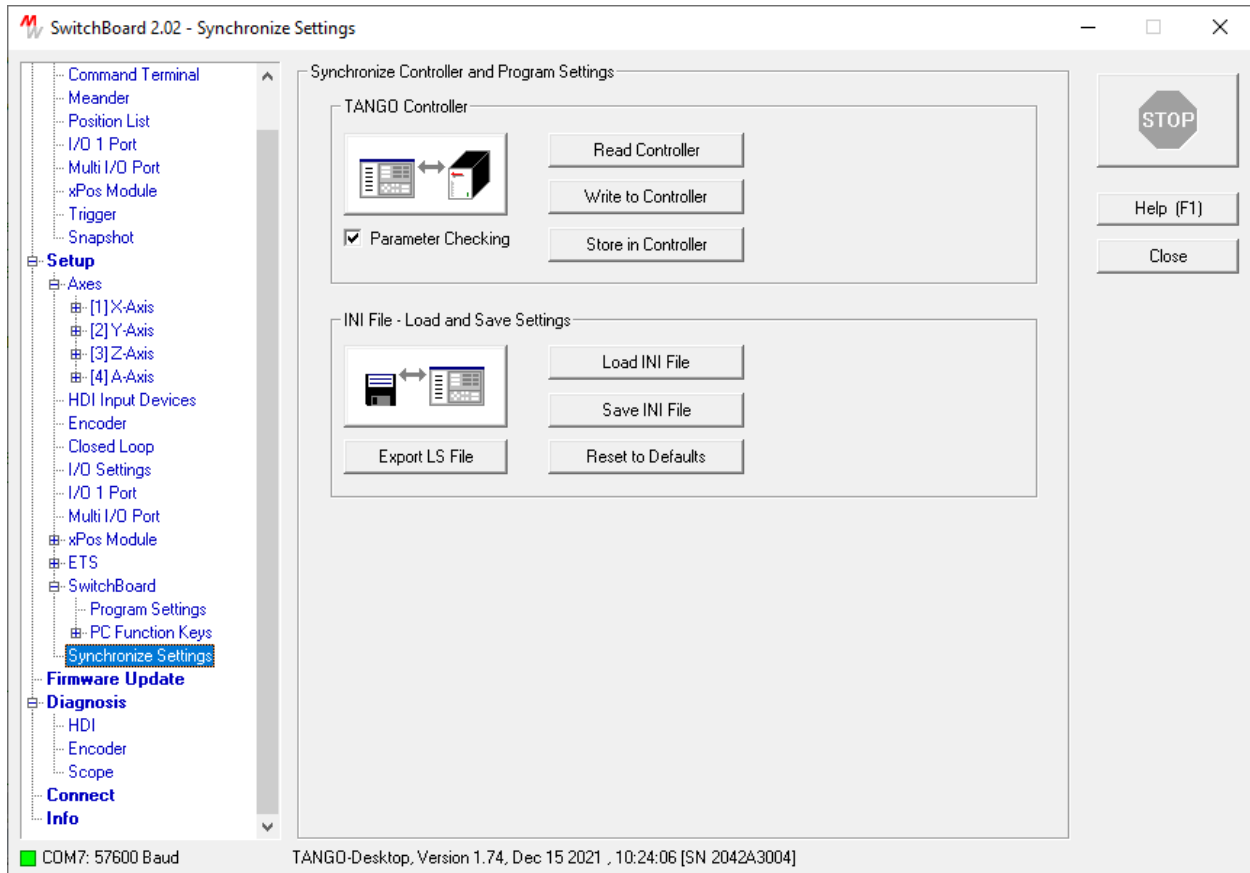 SwitchBoard 2.02 - Synchronize Settings
Command Terminal
Meander
Position List
I/O 1 Port
Multi I/O Port
xPos Module
Trigger
Snapshot
Setup
Axes
[1] X-Axis
[2] Y-Axis
[3] Z-Axis
[4] A-Axis
HDI Input Devices
Encoder
Closed Loop
I/O Settings
I/O 1 Port
Multi I/O Port
xPos Module
ETS
SwitchBoard
Program Settings
PC Function Keys
Synchronize Settings
Firmware Update
Diagnosis
HDI
Encoder
Scope
Connect
Info
Synchronize Controller and Program Settings
TANGO Controller
Read Controller
Write to Controller
Parameter Checking
Store in Controller
INI File - Load and Save Settings
Load INI File
Save INI File
Export LS File
Reset to Defaults
STOP
Help (F1)
Close
COM7: 57600 Baud
TANGO-Desktop, Version 1.74, Dec 15 2021 , 10:24:06 [SN 2042A3004]